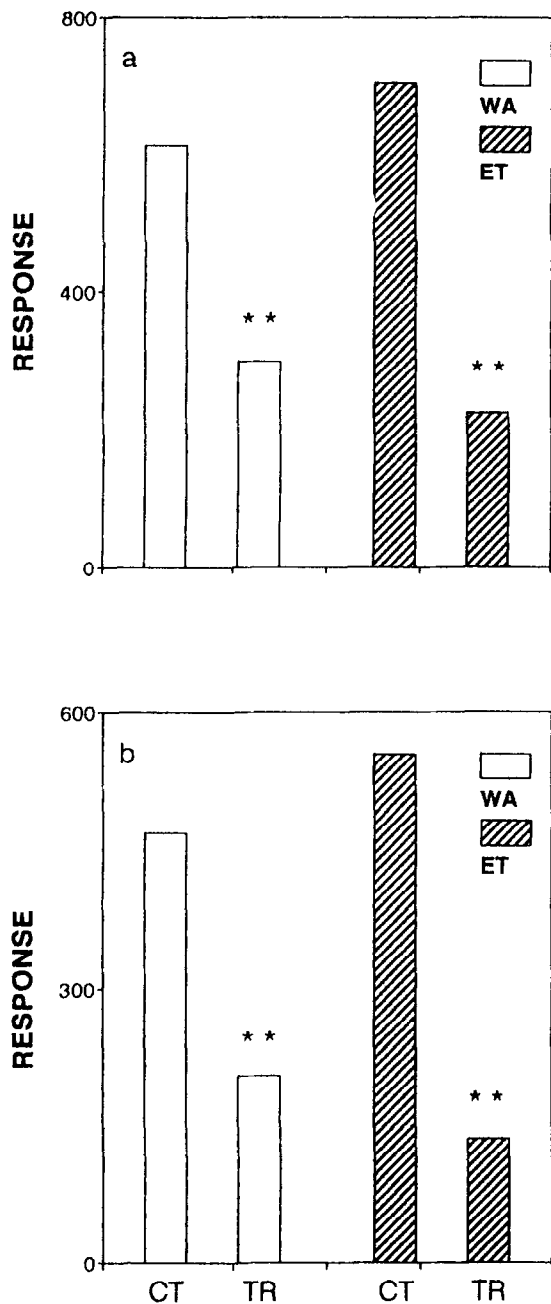 800
a
WA
ET
RESPONSE
400
* *
* *
0
600
b
WA
ET
RESPONSE
300
* *
* *
0
CT TR CT TR